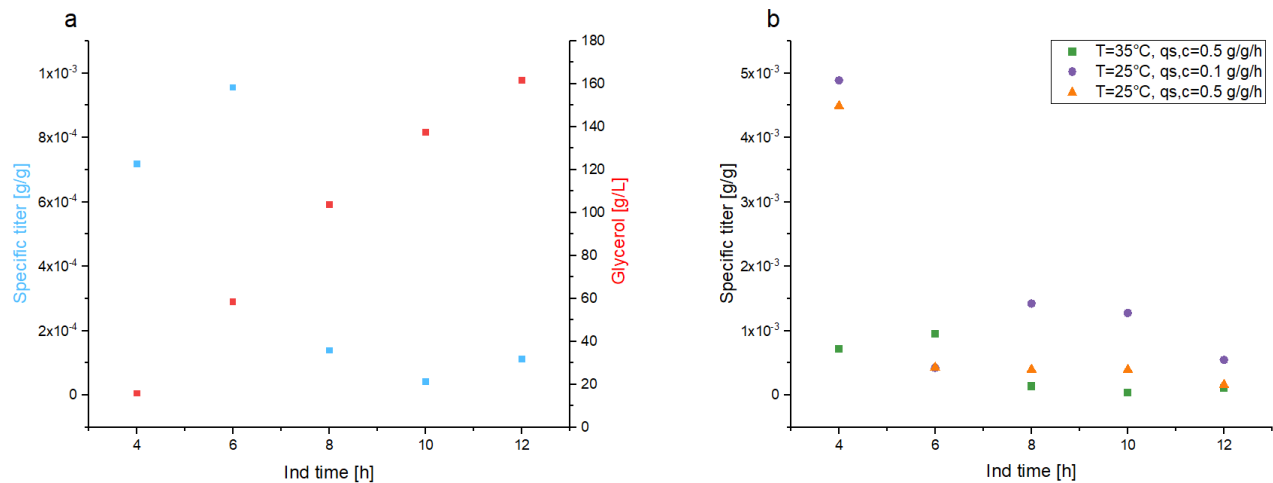 a
Specific titer [g/g]
1x10⁻³
8x10⁻⁴
6x10⁻⁴
4x10⁻⁴
2x10⁻⁴
0
180
160
140
120
100
80
60
40
20
0
Glycerol [g/L]
4 6 8 10 12
Ind time [h]
b
Specific titer [g/g]
5x10⁻³
4x10⁻³
3x10⁻³
2x10⁻³
1x10⁻³
0
T=35°C, qs,c=0.5 g/g/h
T=25°C, qs,c=0.1 g/g/h
T=25°C, qs,c=0.5 g/g/h
4 6 8 10 12
Ind time [h]